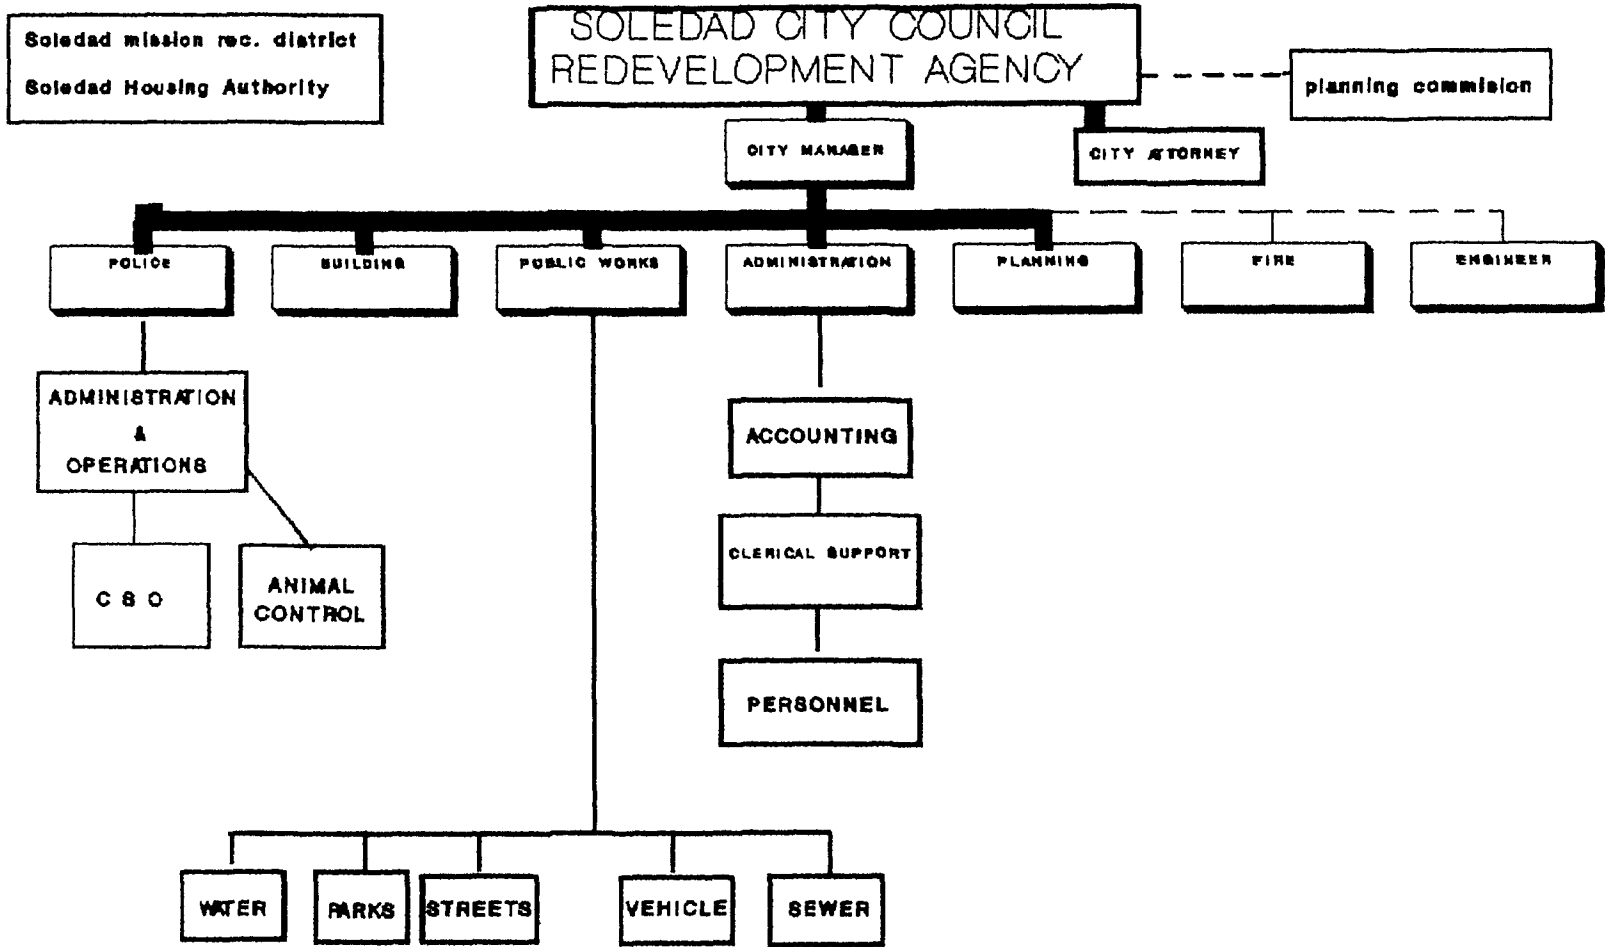 Soledad mission rec. district
Soledad Housing Authority
SOLEDAD CITY COUNCIL
REDEVELOPMENT AGENCY
planning commision
CITY MANAGER
CITY ATTORNEY
POLICE
BUILDING
PUBLIC WORKS
ADMINISTRATION
PLANNING
FIRE
ENGINEER
ADMINISTRATION
&
OPERATIONS
ACCOUNTING
CLERICAL SUPPORT
C S O
ANIMAL
CONTROL
PERSONNEL
WATER
PARKS
STREETS
VEHICLE
SEWER